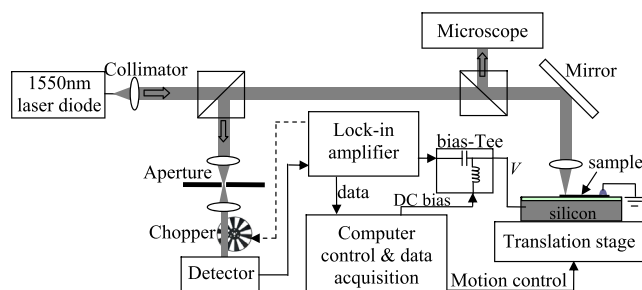 Microscope
1550nm
laser diode
Collimator
Mirror
Lock-in
amplifier
bias-Tee
Aperture
V
sample
data
DC bias
silicon
Chopper
Computer
control & data
acquisition
Translation stage
Detector
Motion control